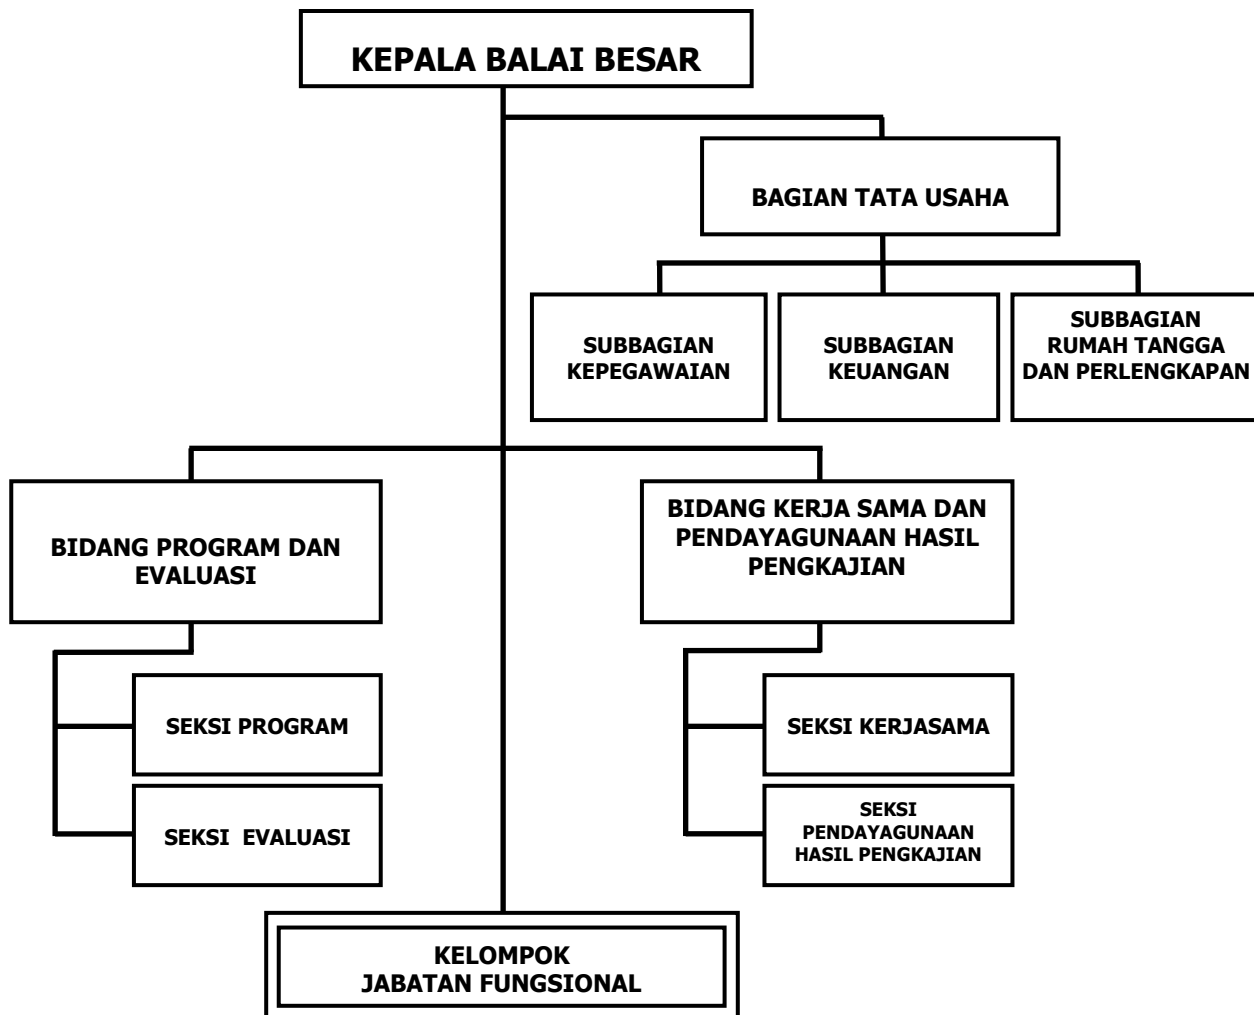 KEPALA BALAI BESAR
BAGIAN TATA USAHA
SUBBAGIAN
KEPEGAWAIAN
SUBBAGIAN
KEUANGAN
SUBBAGIAN
RUMAH TANGGA
DAN PERLENGKAPAN
BIDANG PROGRAM DAN
EVALUASI
BIDANG KERJA SAMA DAN
PENDAYAGUNAAN HASIL
PENGKAJIAN
SEKSI PROGRAM
SEKSI EVALUASI
SEKSI KERJASAMA
SEKSI
PENDAYAGUNAAN
HASIL PENGKAJIAN
KELOMPOK
JABATAN FUNGSIONAL